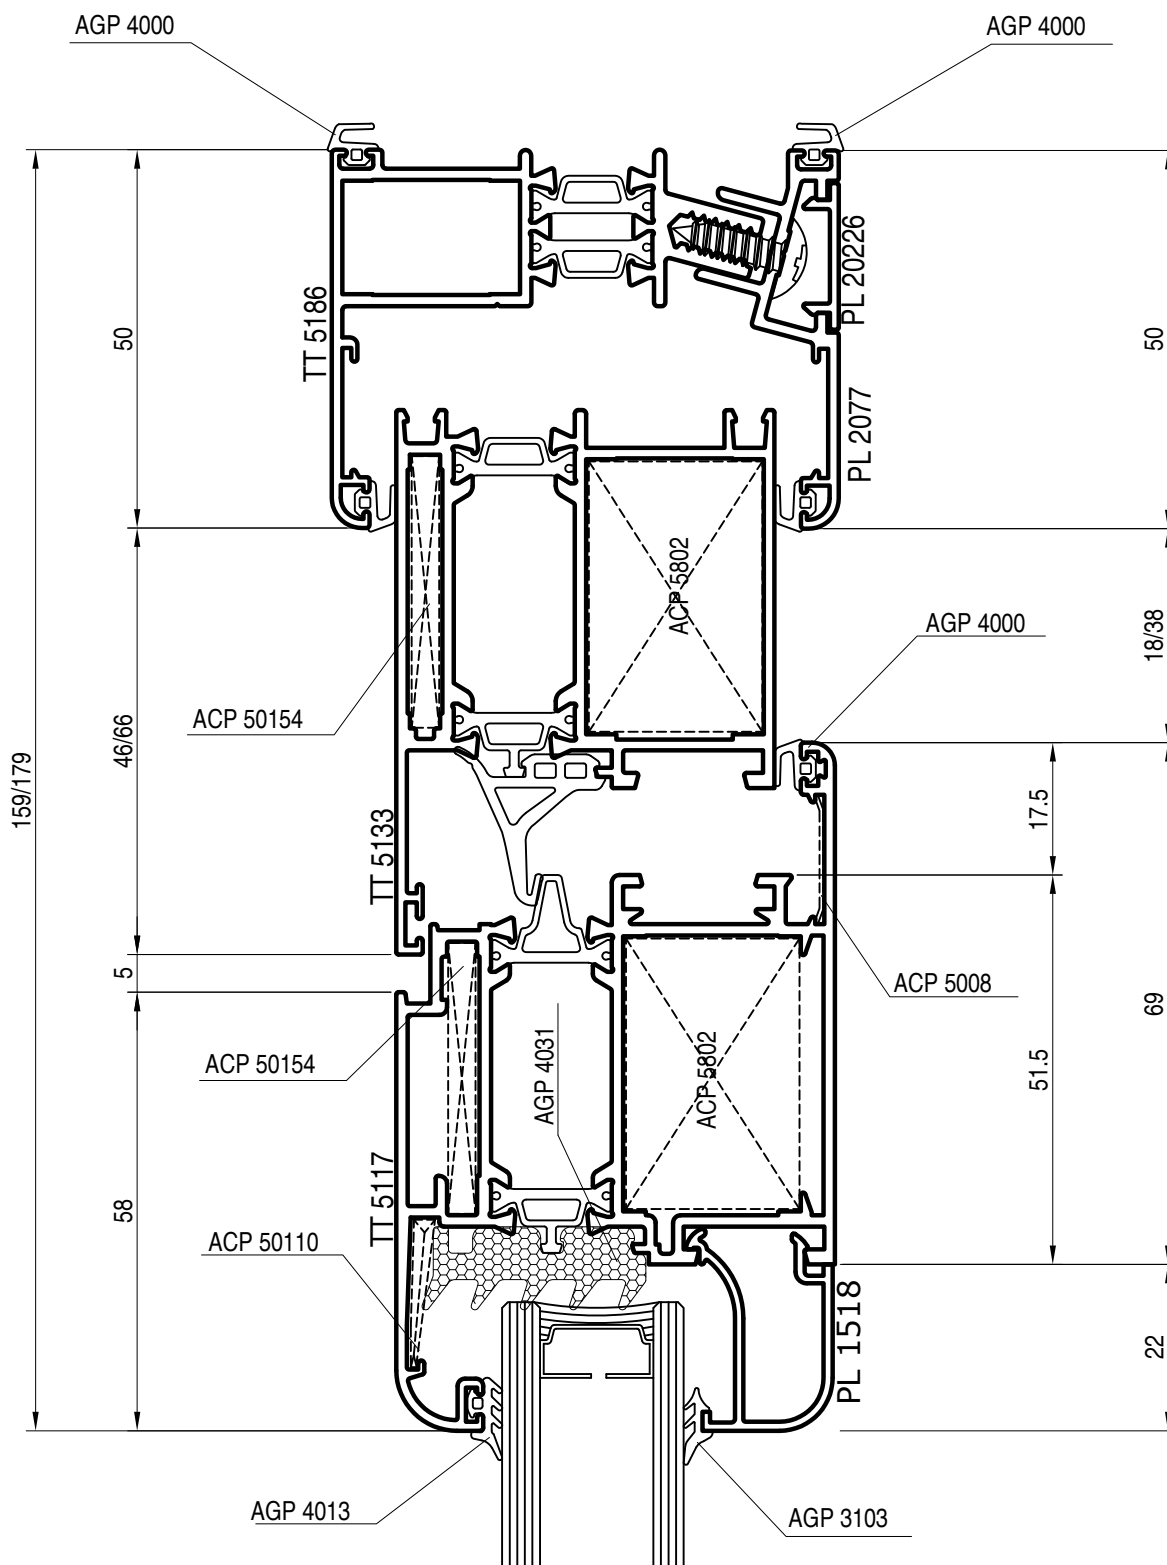 AGP 4000
AGP 4000
TT 5186
PL 20226
50
50
PL 2077
ACP 5802
AGP 4000
18/38
ACP 50154
46/66
159/179
17.5
TT 5133
5
ACP 5008
ACP 50154
AGP 4031
ACP 5802
69
51.5
TT 5117
58
ACP 50110
PL 1518
22
AGP 4013
AGP 3103